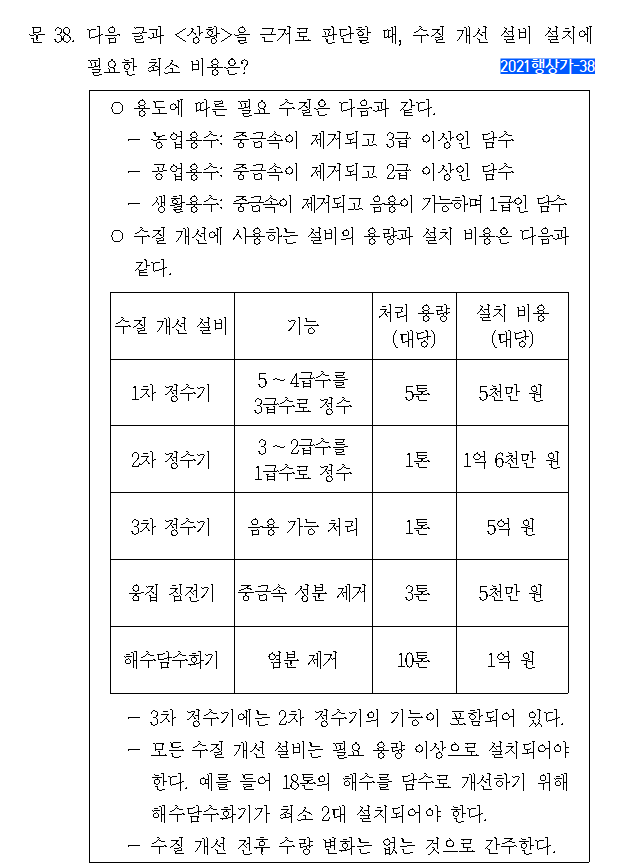 문 38. 다음 글과 <상황>을 근거로 판단할 때, 수질 개선 설비 설치에
필요한 최소 비용은?
2021행상가-38
○ 용도에 따른 필요 수질은 다음과 같다.
- 농업용수: 중금속이 제거되고 3급 이상인 담수
- 공업용수: 중금속이 제거되고 2급 이상인 담수
- 생활용수: 중금속이 제거되고 음용이 가능하며 1급인 담수
○ 수질 개선에 사용하는 설비의 용량과 설치 비용은 다음과
같다.
수질 개선 설비 기능 처리 용량 (대당) 설치 비용 (대당)
1차 정수기 5~4급수를 3급수로 정수 5톤 5천만 원
2차 정수기 3~2급수를 1급수로 정수 1톤 1억 6천만 원
3차 정수기 음용 가능 처리 1톤 5억 원
응집 침전기 중금속 성분 제거 3톤 5천만 원
해수담수화기 염분 제거 10톤 1억 원
- 3차 정수기에는 2차 정수기의 기능이 포함되어 있다.
- 모든 수질 개선 설비는 필요 용량 이상으로 설치되어야
한다. 예를 들어 18톤의 해수를 담수로 개선하기 위해
해수담수화기가 최소 2대 설치되어야 한다.
- 수질 개선 전후 수량 변화는 없는 것으로 간주한다.